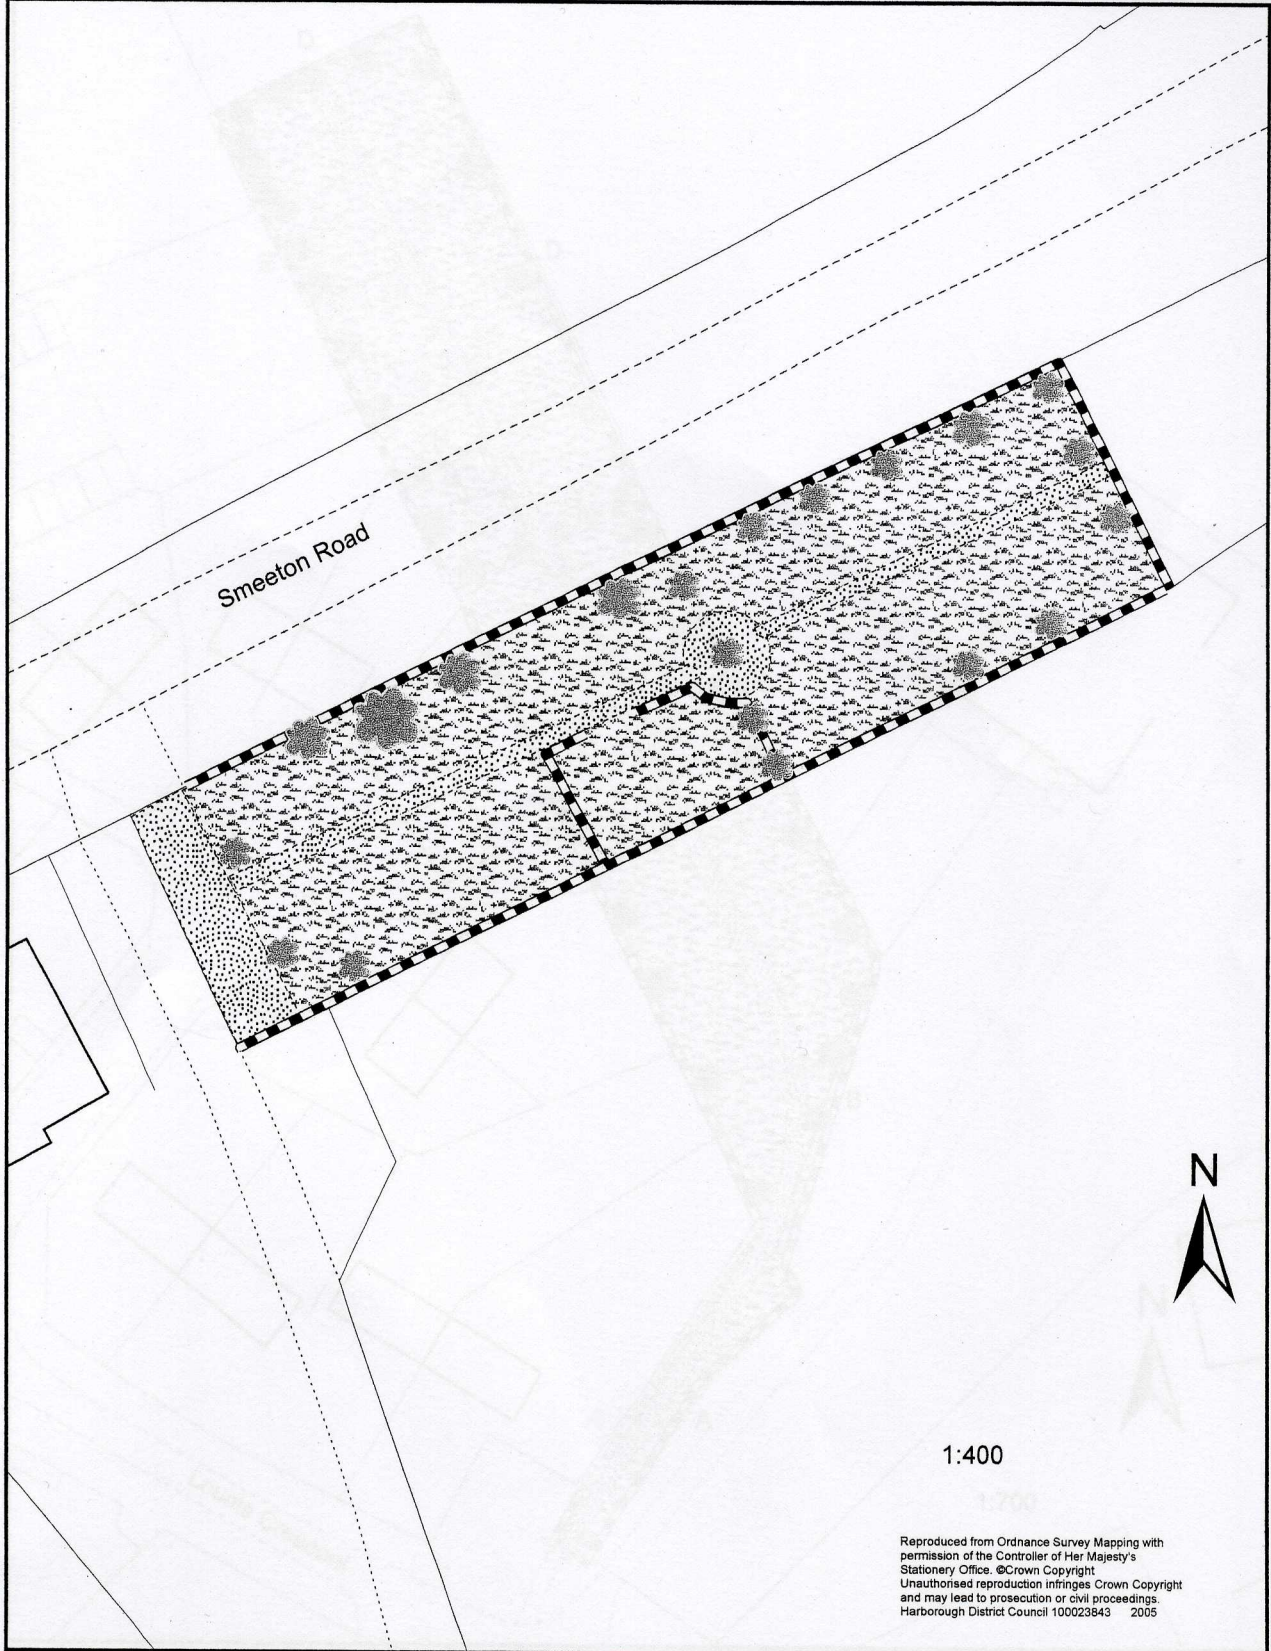 Smeeton Road
N
1:400
Reproduced from Ordnance Survey Mapping with
permission of the Controller of Her Majesty's
Stationery Office. ©Crown Copyright
Unauthorised reproduction infringes Crown Copyright
and may lead to prosecution or civil proceedings.
Harborough District Council 100023843 2005